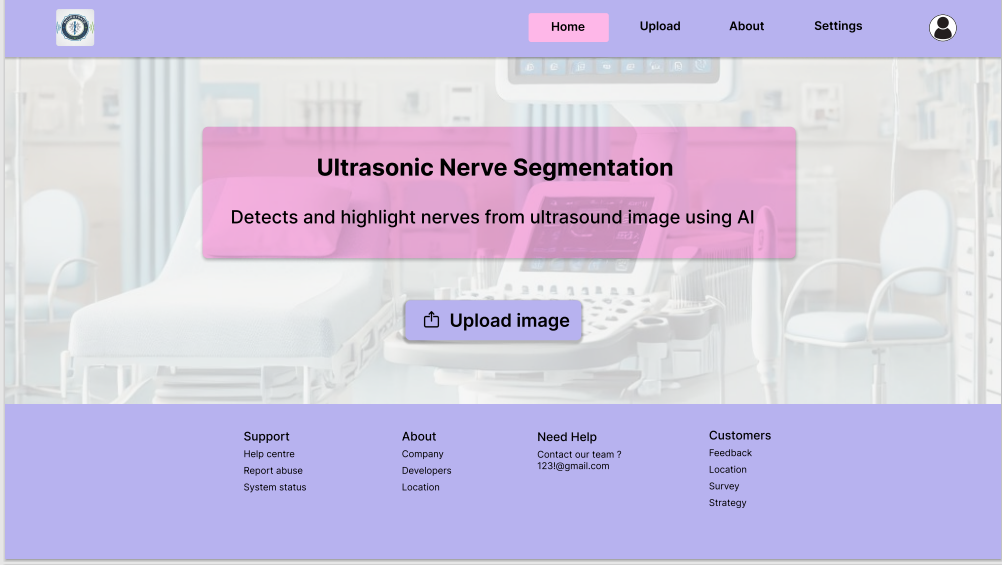 Home Upload About Settings
Ultrasonic Nerve Segmentation
Detects and highlight nerves from ultrasound image using AI
Upload image
Support
Help centre
Report abuse
System status
About
Company
Developers
Location
Need Help
Contact our team ?
123!@gmail.com
Customers
Feedback
Location
Survey
Strategy